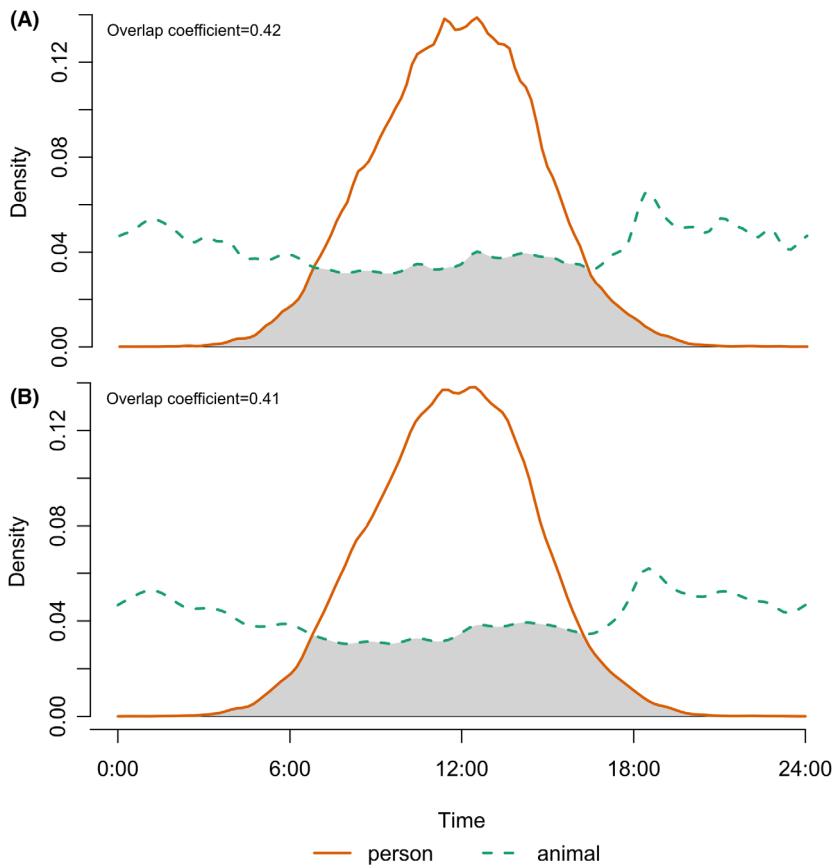 (A)
Overlap coefficient=0.42
0.12
0.08
0.04
0.00
Density
(B)
Overlap coefficient=0.41
0.12
0.08
0.04
0.00
Density
0:00 6:00 12:00 18:00 24:00
Time
person animal